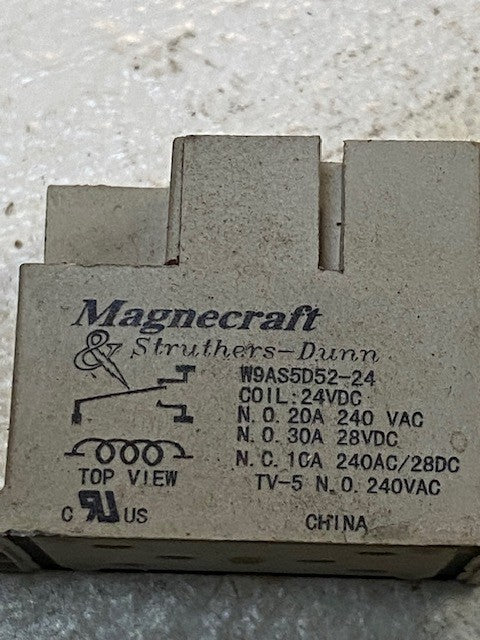 Magnecraft
& Struthers-Dunn
W9AS5D52-24
COIL:24VDC
N.O.20A 240 VAC
N.O.30A 28VDC
N.C.10A 240AC/28DC
TOP VIEW
TV-5 N.O.240VAC
C RU US
CHINA